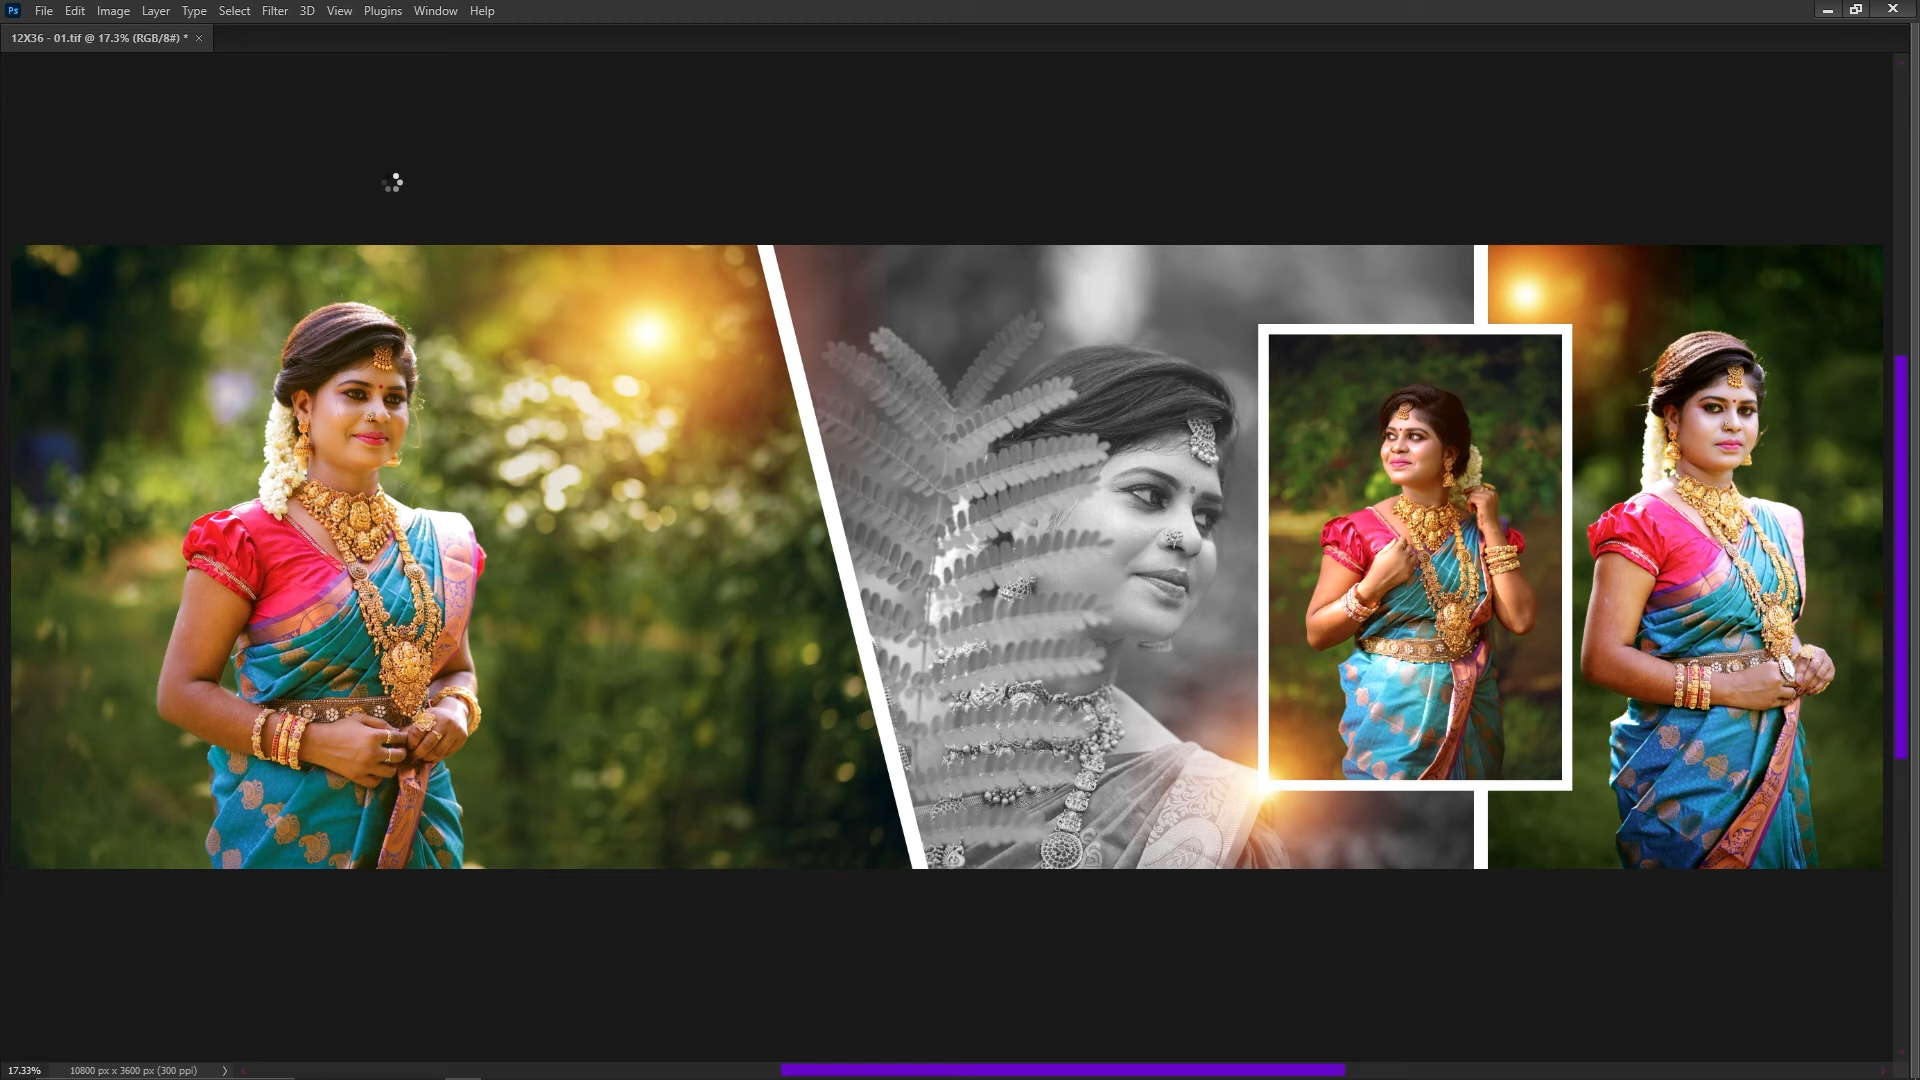 Ps File Edit Image Layer Type Select Filter 3D View Plugins Window Help
12X36 - 01.tif @ 17.3% (RGB/8#) * ×
17.33% 10800 px x 3600 px (300 ppi)